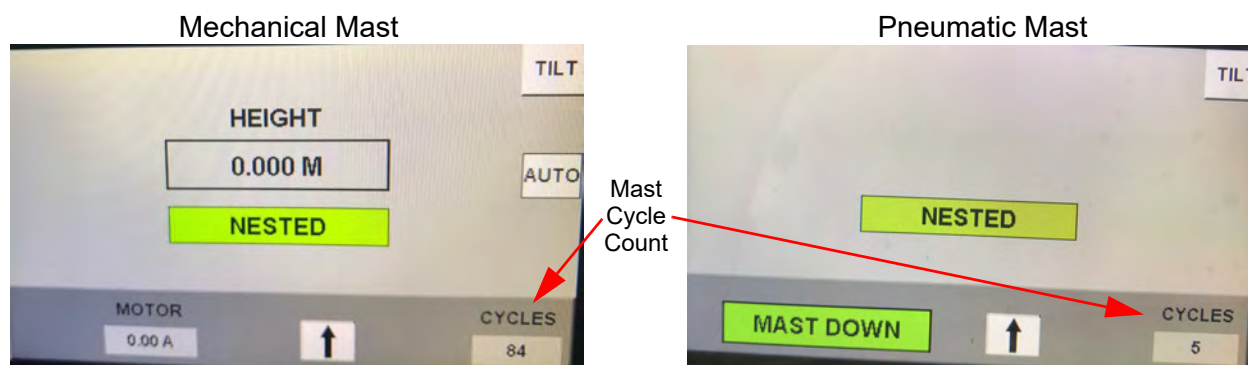 Mechanical Mast
TILT
HEIGHT
0.000 M
AUTO
NESTED
MOTOR
0.00 A
CYCLES
84
Mast
Cycle
Count
Pneumatic Mast
TILT
NESTED
MAST DOWN
CYCLES
5